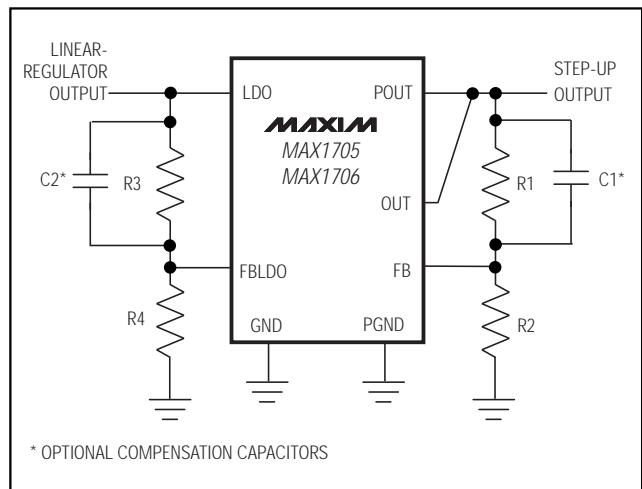 LINEAR-
REGULATOR
OUTPUT
STEP-UP
OUTPUT
LDO
POUT
MAXIM
MAX1705
MAX1706
C2*
R3
R1
C1*
OUT
FBLDO
FB
R4
R2
GND
PGND
* OPTIONAL COMPENSATION CAPACITORS